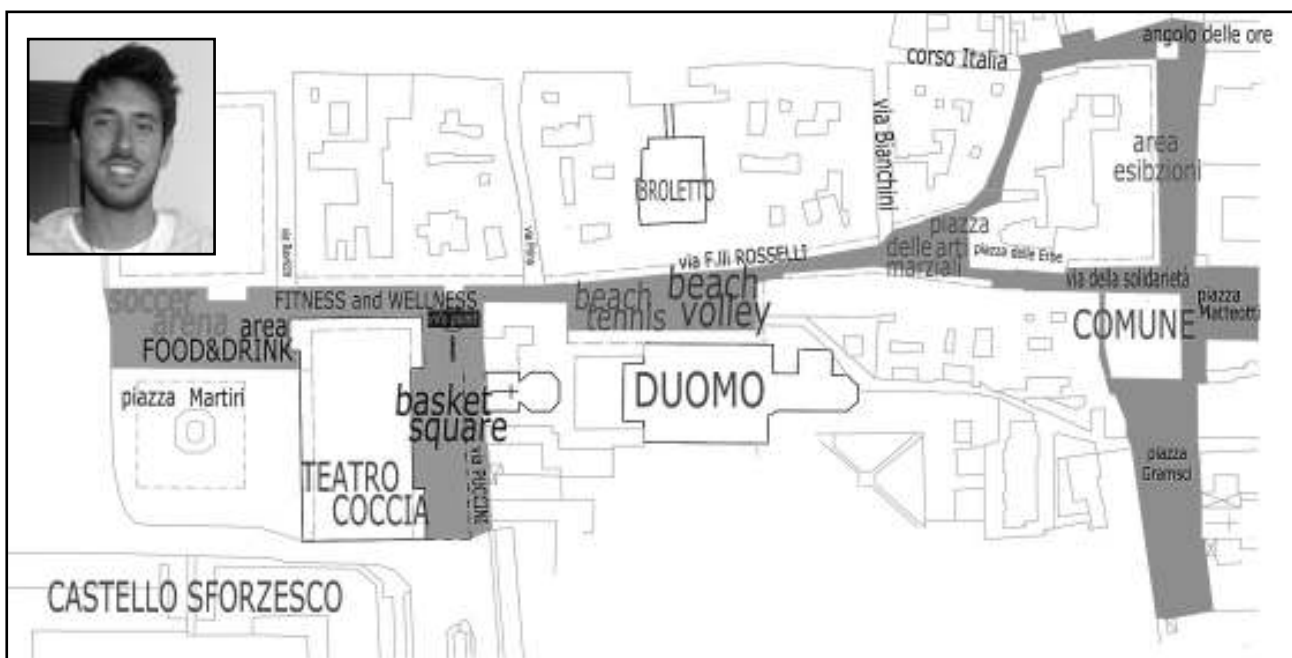 angolo delle ore
corso Italia
via Bianchini
area
esibzioni
BROLETTO
piazza
delle arti
marziali
piazza delle Erbe
via F.lli ROSSELLI
via della solidarietà
soccer
arena
FITNESS and WELLNESS
area
FOOD&DRINK
beach
tennis
beach
volley
piazza
Matteotti
COMUNE
piazza Martiri
basket
square
DUOMO
via PUCCINI
TEATRO
COCCIA
piazza
Gramsci
CASTELLO SFORZESCO